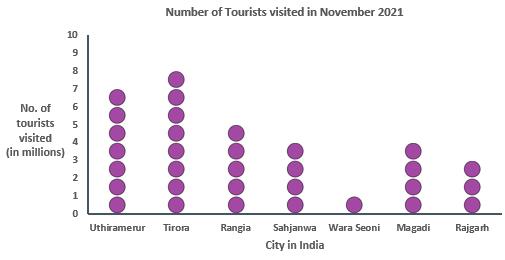 Number of Tourists visited in November 2021
10
9
8
7
6
5
4
3
2
1
0
No. of
tourists
visited
(in millions)
Uthiramerur Tirora Rangia Sahjanwa Wara Seoni Magadi Rajgarh
City in India